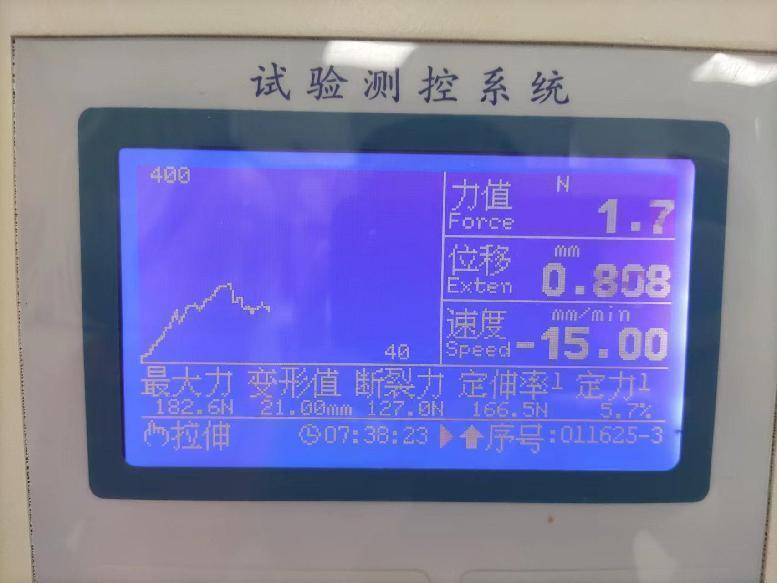 试验测控系统
400
力值 N
Force 1.7
位移 mm
Exten 0.808
速度 mm/min
Speed -15.00
40
最大力 变形值 断裂力 定伸率1 定力1
182.6N 21.00mm 127.0N 166.5N 5.7%
拉伸 07:38:23 序号:011625-3